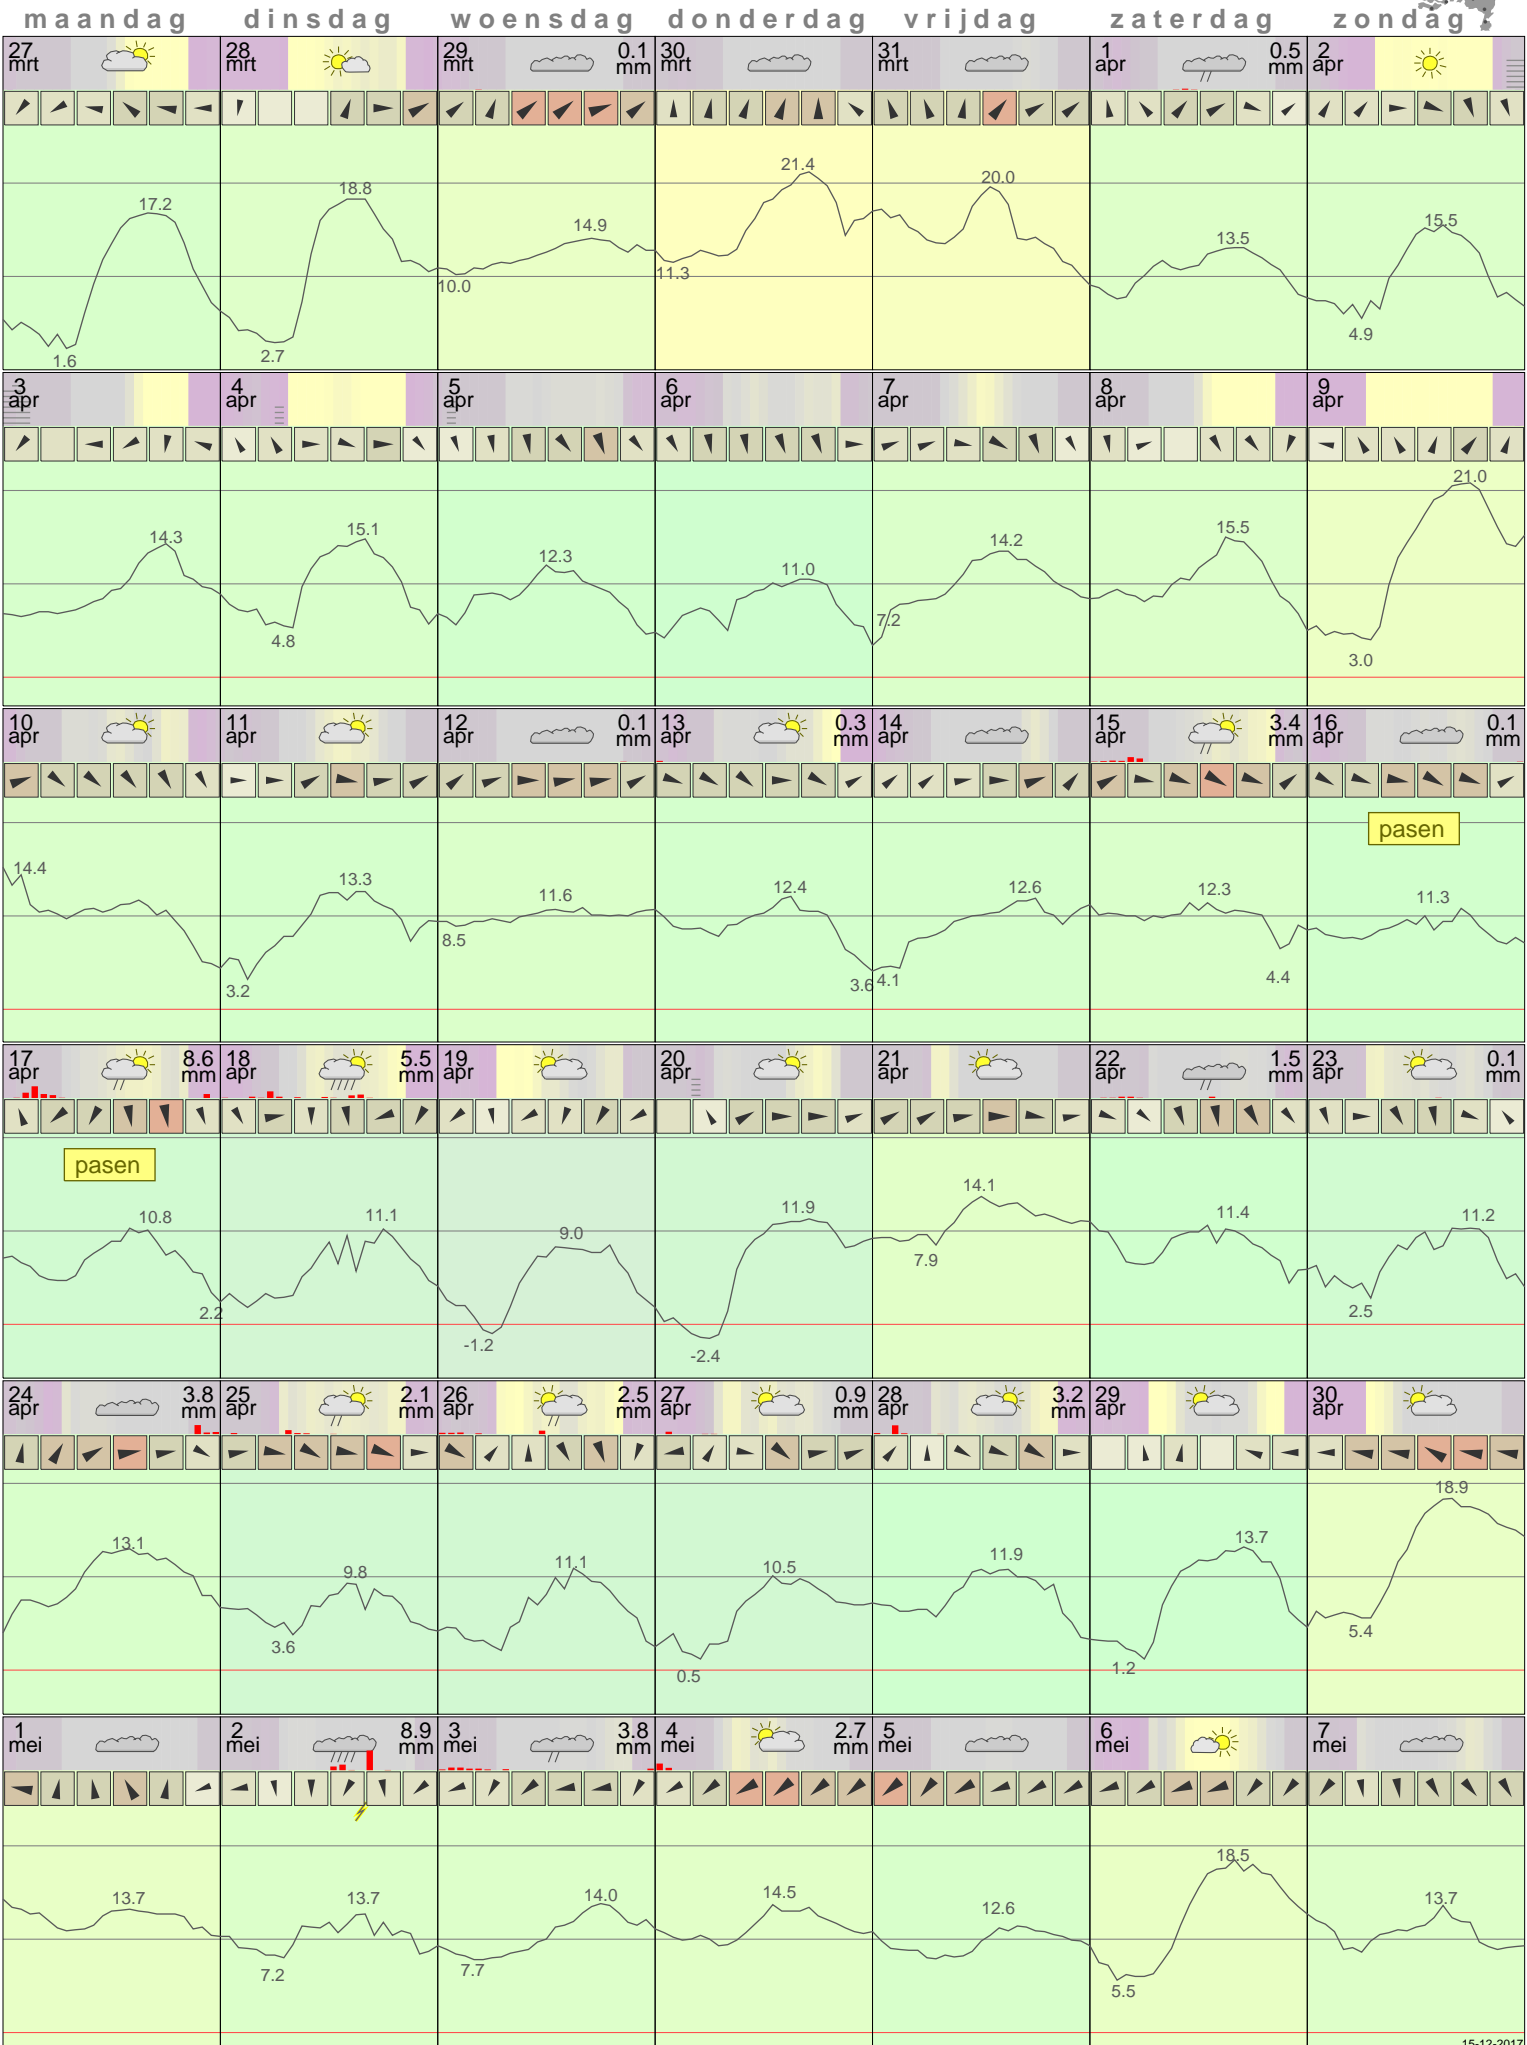 maandag dinsdag woensdag donderdag vrijdag zaterdag zondag
27 28 29 0.1 30 31 1 0.5 2
mrt mrt mrt mm mrt mrt apr mm apr
21.4
20.0
18.8
17.2
15.5
14.9
13.5
11.3
10.0
4.9
2.7
1.6
3 4 5 6 7 8 9
apr apr apr apr apr apr apr
21.0
15.1 15.5
14.3 14.2
12.3
11.0
7.2
4.8
3.0
10 11 12 0.1 13 0.3 14 15 3.4 16 0.1
apr apr apr mm apr mm apr apr mm apr mm
pasen
14.4
13.3
12.4 12.6 12.3
11.6 11.3
8.5
3.6 4.1 4.4
3.2
17 8.6 18 5.5 19 20 21 22 1.5 23 0.1
apr mm apr mm apr apr apr apr mm apr mm
pasen
14.1
10.8 11.1 11.9 11.4 11.2
9.0
7.9
2.2 2.5
-1.2
-2.4
24 3.8 25 2.1 26 2.5 27 0.9 28 3.2 29 30
apr mm apr mm apr mm apr mm apr mm apr apr
18.9
13.1 13.7
11.1 11.9
9.8 10.5
5.4
3.6
1.2
0.5
1 2 8.9 3 3.8 4 2.7 5 6 7
mei mei mm mei mm mei mm mei mei mei
18.5
13.7 13.7 14.0 14.5 13.7
12.6
7.2 7.7
5.5
15-12-2017